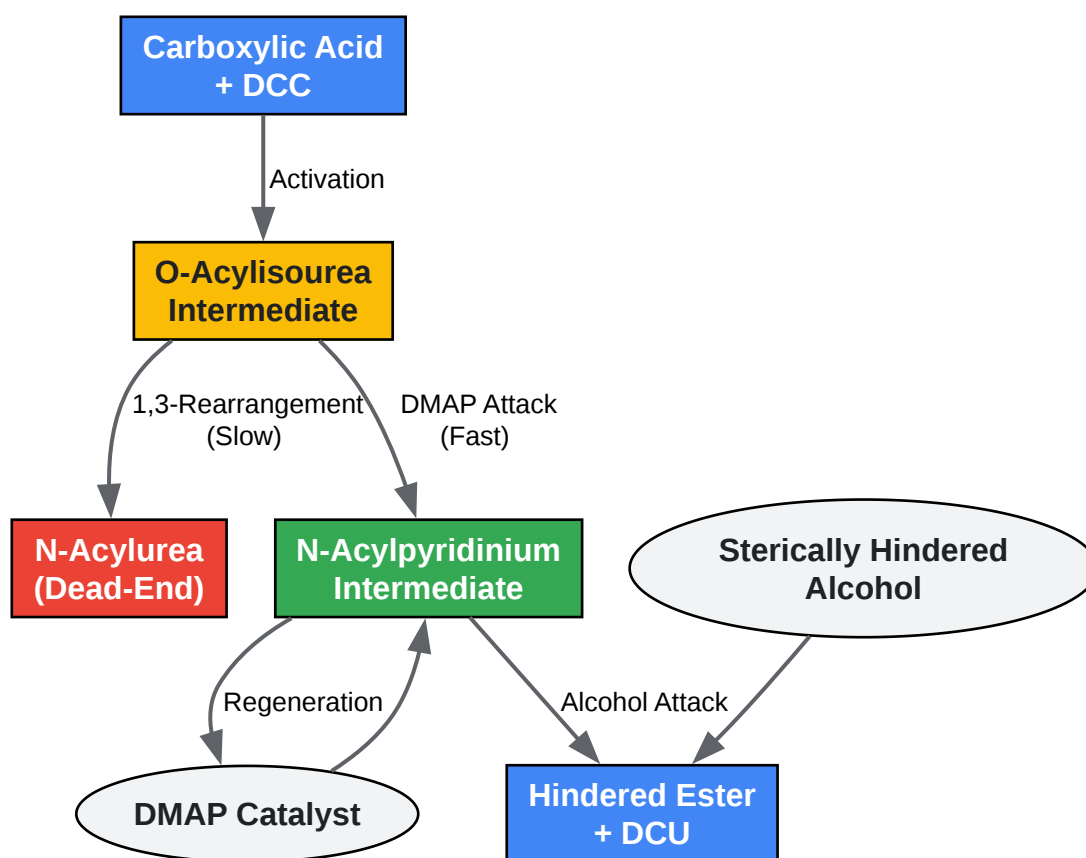 Carboxylic Acid
+ DCC
Activation
O-Acylisourea
Intermediate
1,3-Rearrangement
(Slow)
DMAP Attack
(Fast)
N-Acylurea
(Dead-End)
N-Acylpyridinium
Intermediate
Sterically Hindered
Alcohol
Regeneration
Alcohol Attack
DMAP Catalyst
Hindered Ester
+ DCU